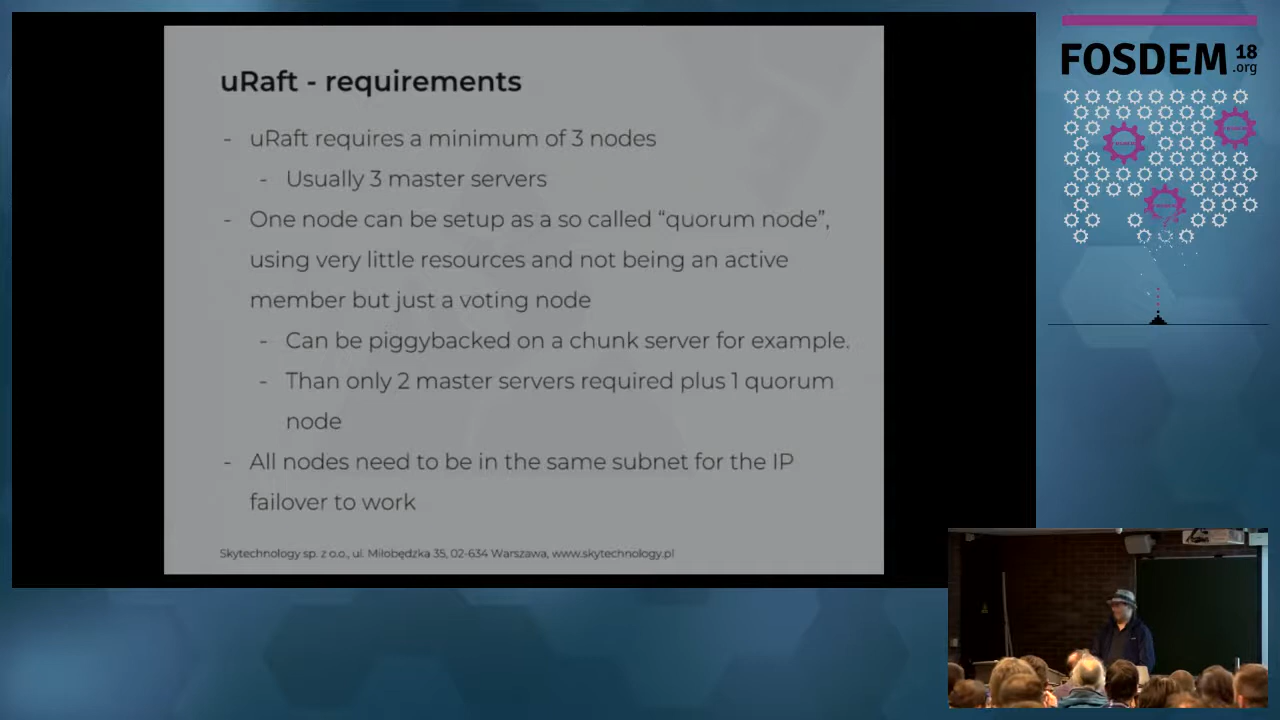 uRaft - requirements
- uRaft requires a minimum of 3 nodes
- Usually 3 master servers
- One node can be setup as a so called “quorum node”,
using very little resources and not being an active
member but just a voting node
- Can be piggybacked on a chunk server for example.
- Than only 2 master servers required plus 1 quorum
node
- All nodes need to be in the same subnet for the IP
failover to work
Skytechnology sp. z o.o., ul. Miłobędzka 35, 02-634 Warszawa, www.skytechnology.pl
FOSDEM 18
.org